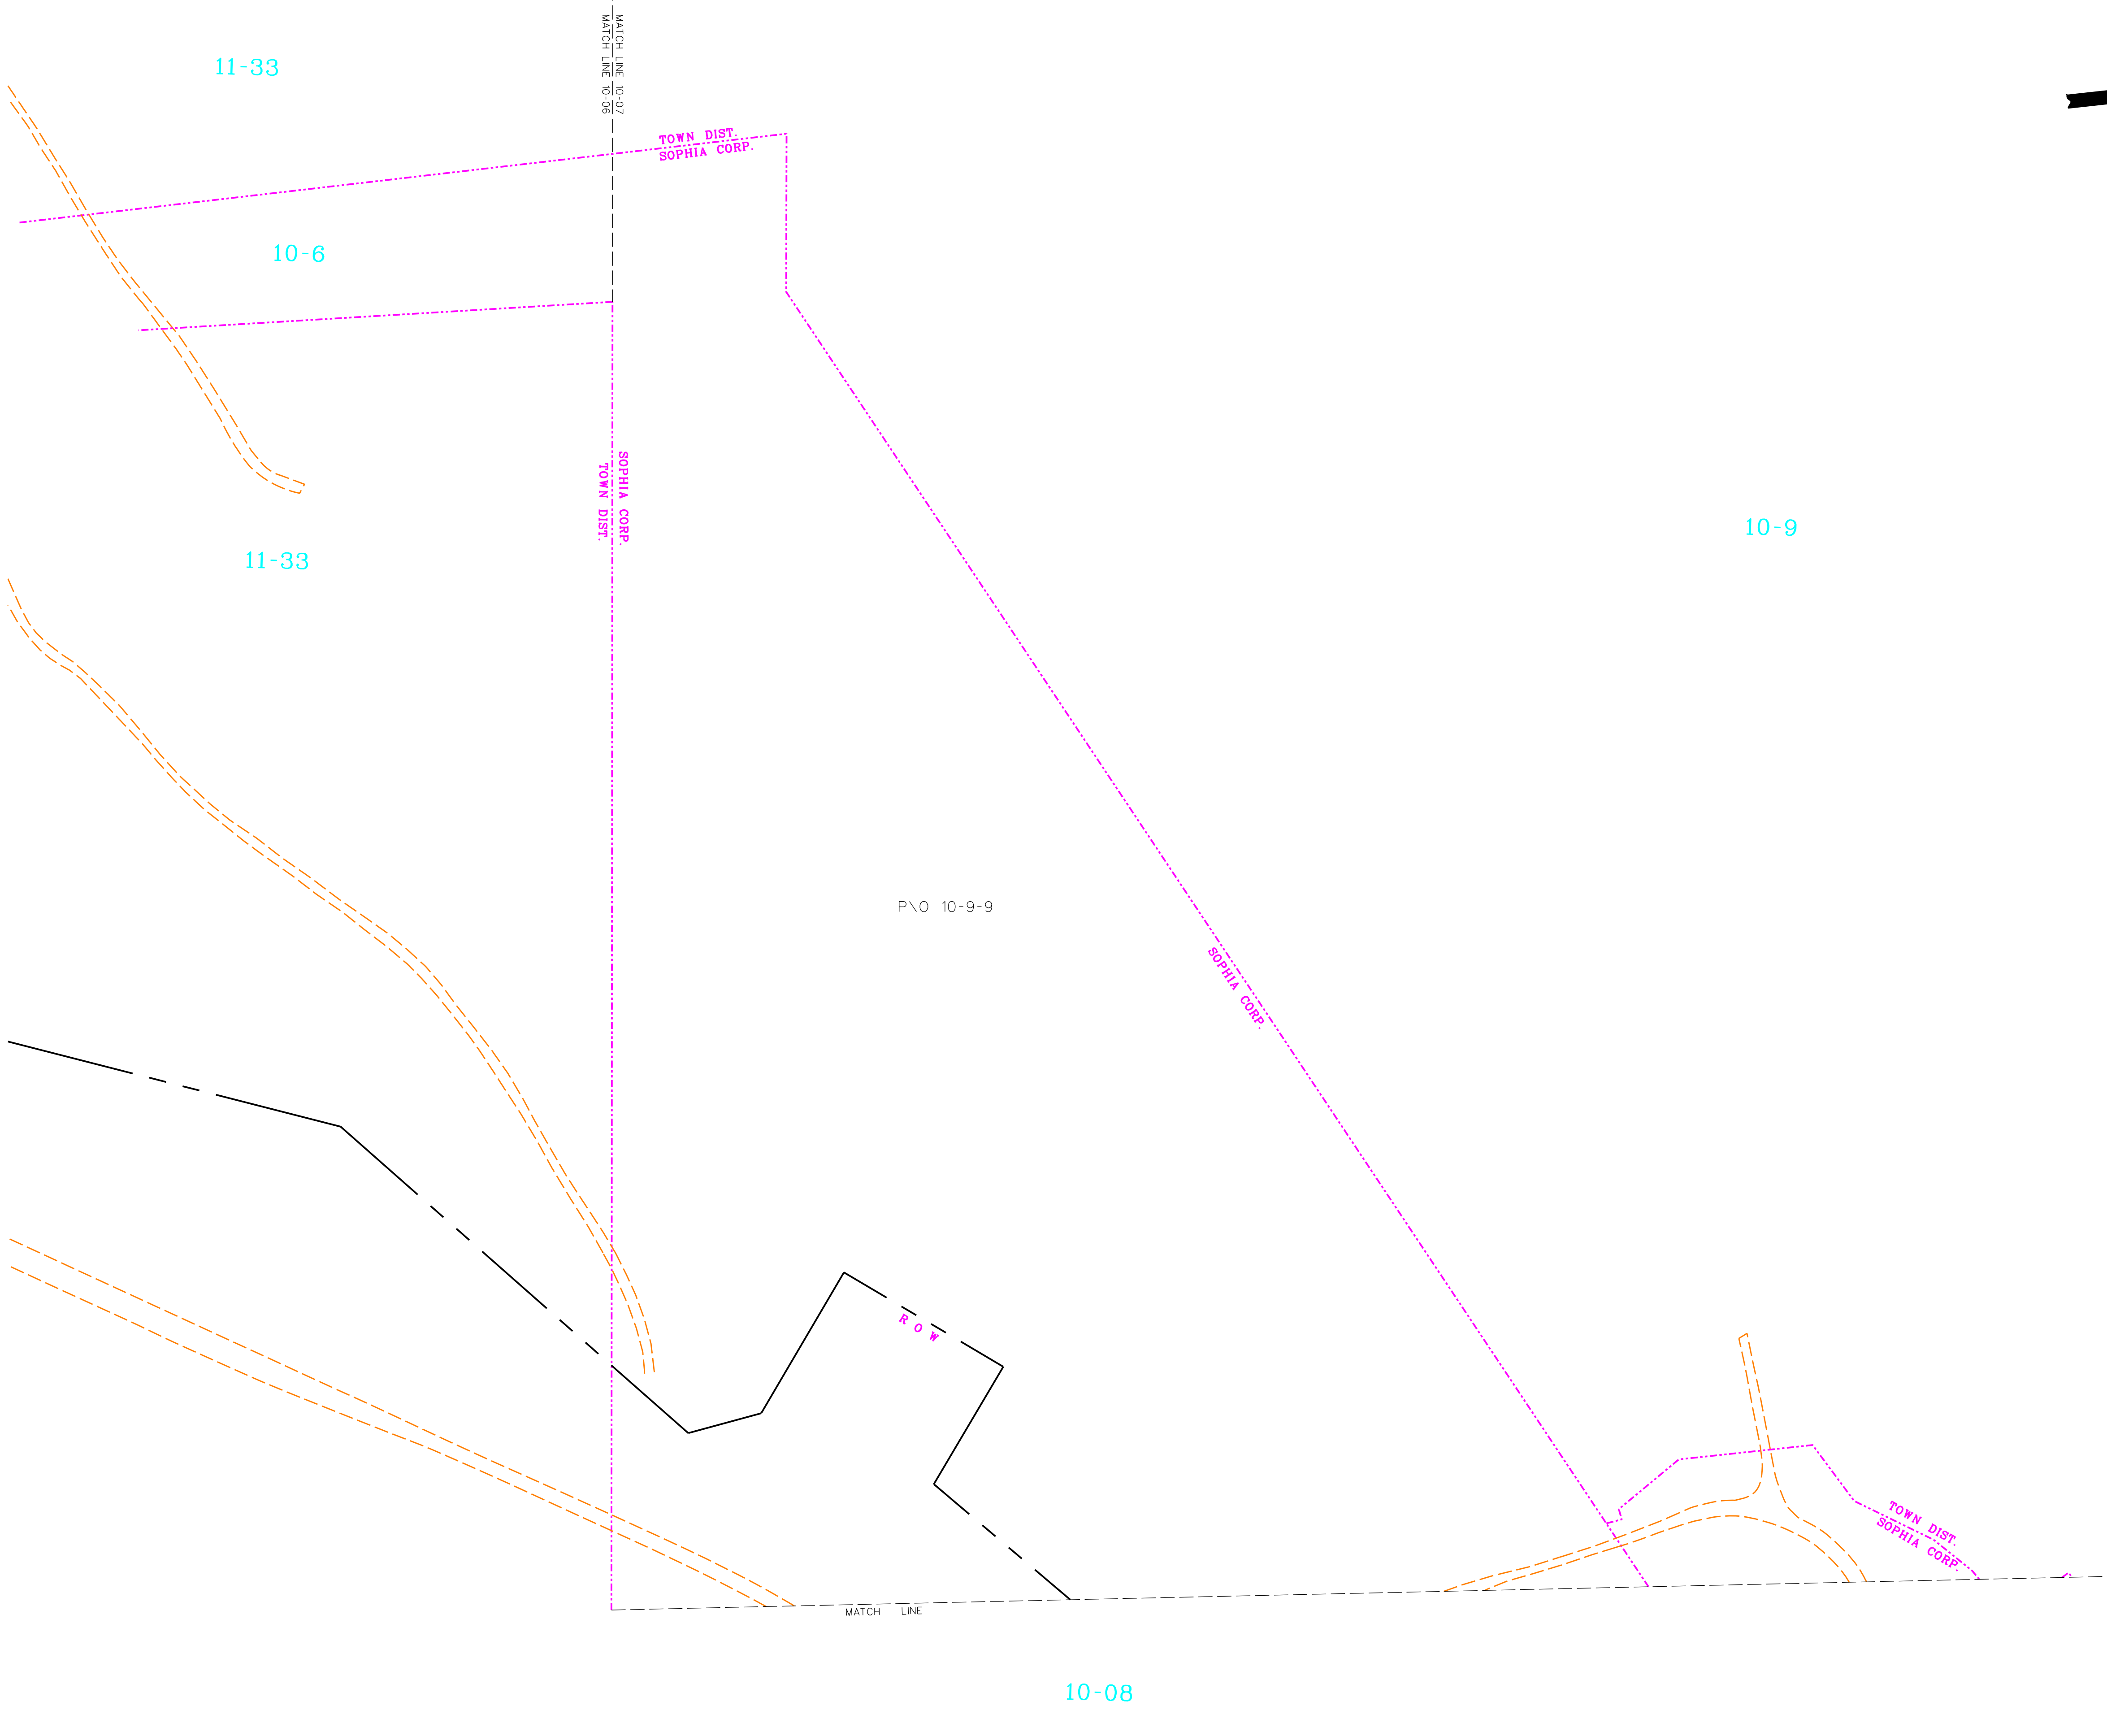 MATCH LINE 10-07
MATCH LINE 10-06
11-33
TOWN DIST.
SOPHIA CORP.
10-6
SOPHIA CORP.
TOWN DIST.
10-9
11-33
P\O 10-9-9
SOPHIA CORP.
R O W
TOWN DIST.
SOPHIA CORP.
MATCH LINE
10-08